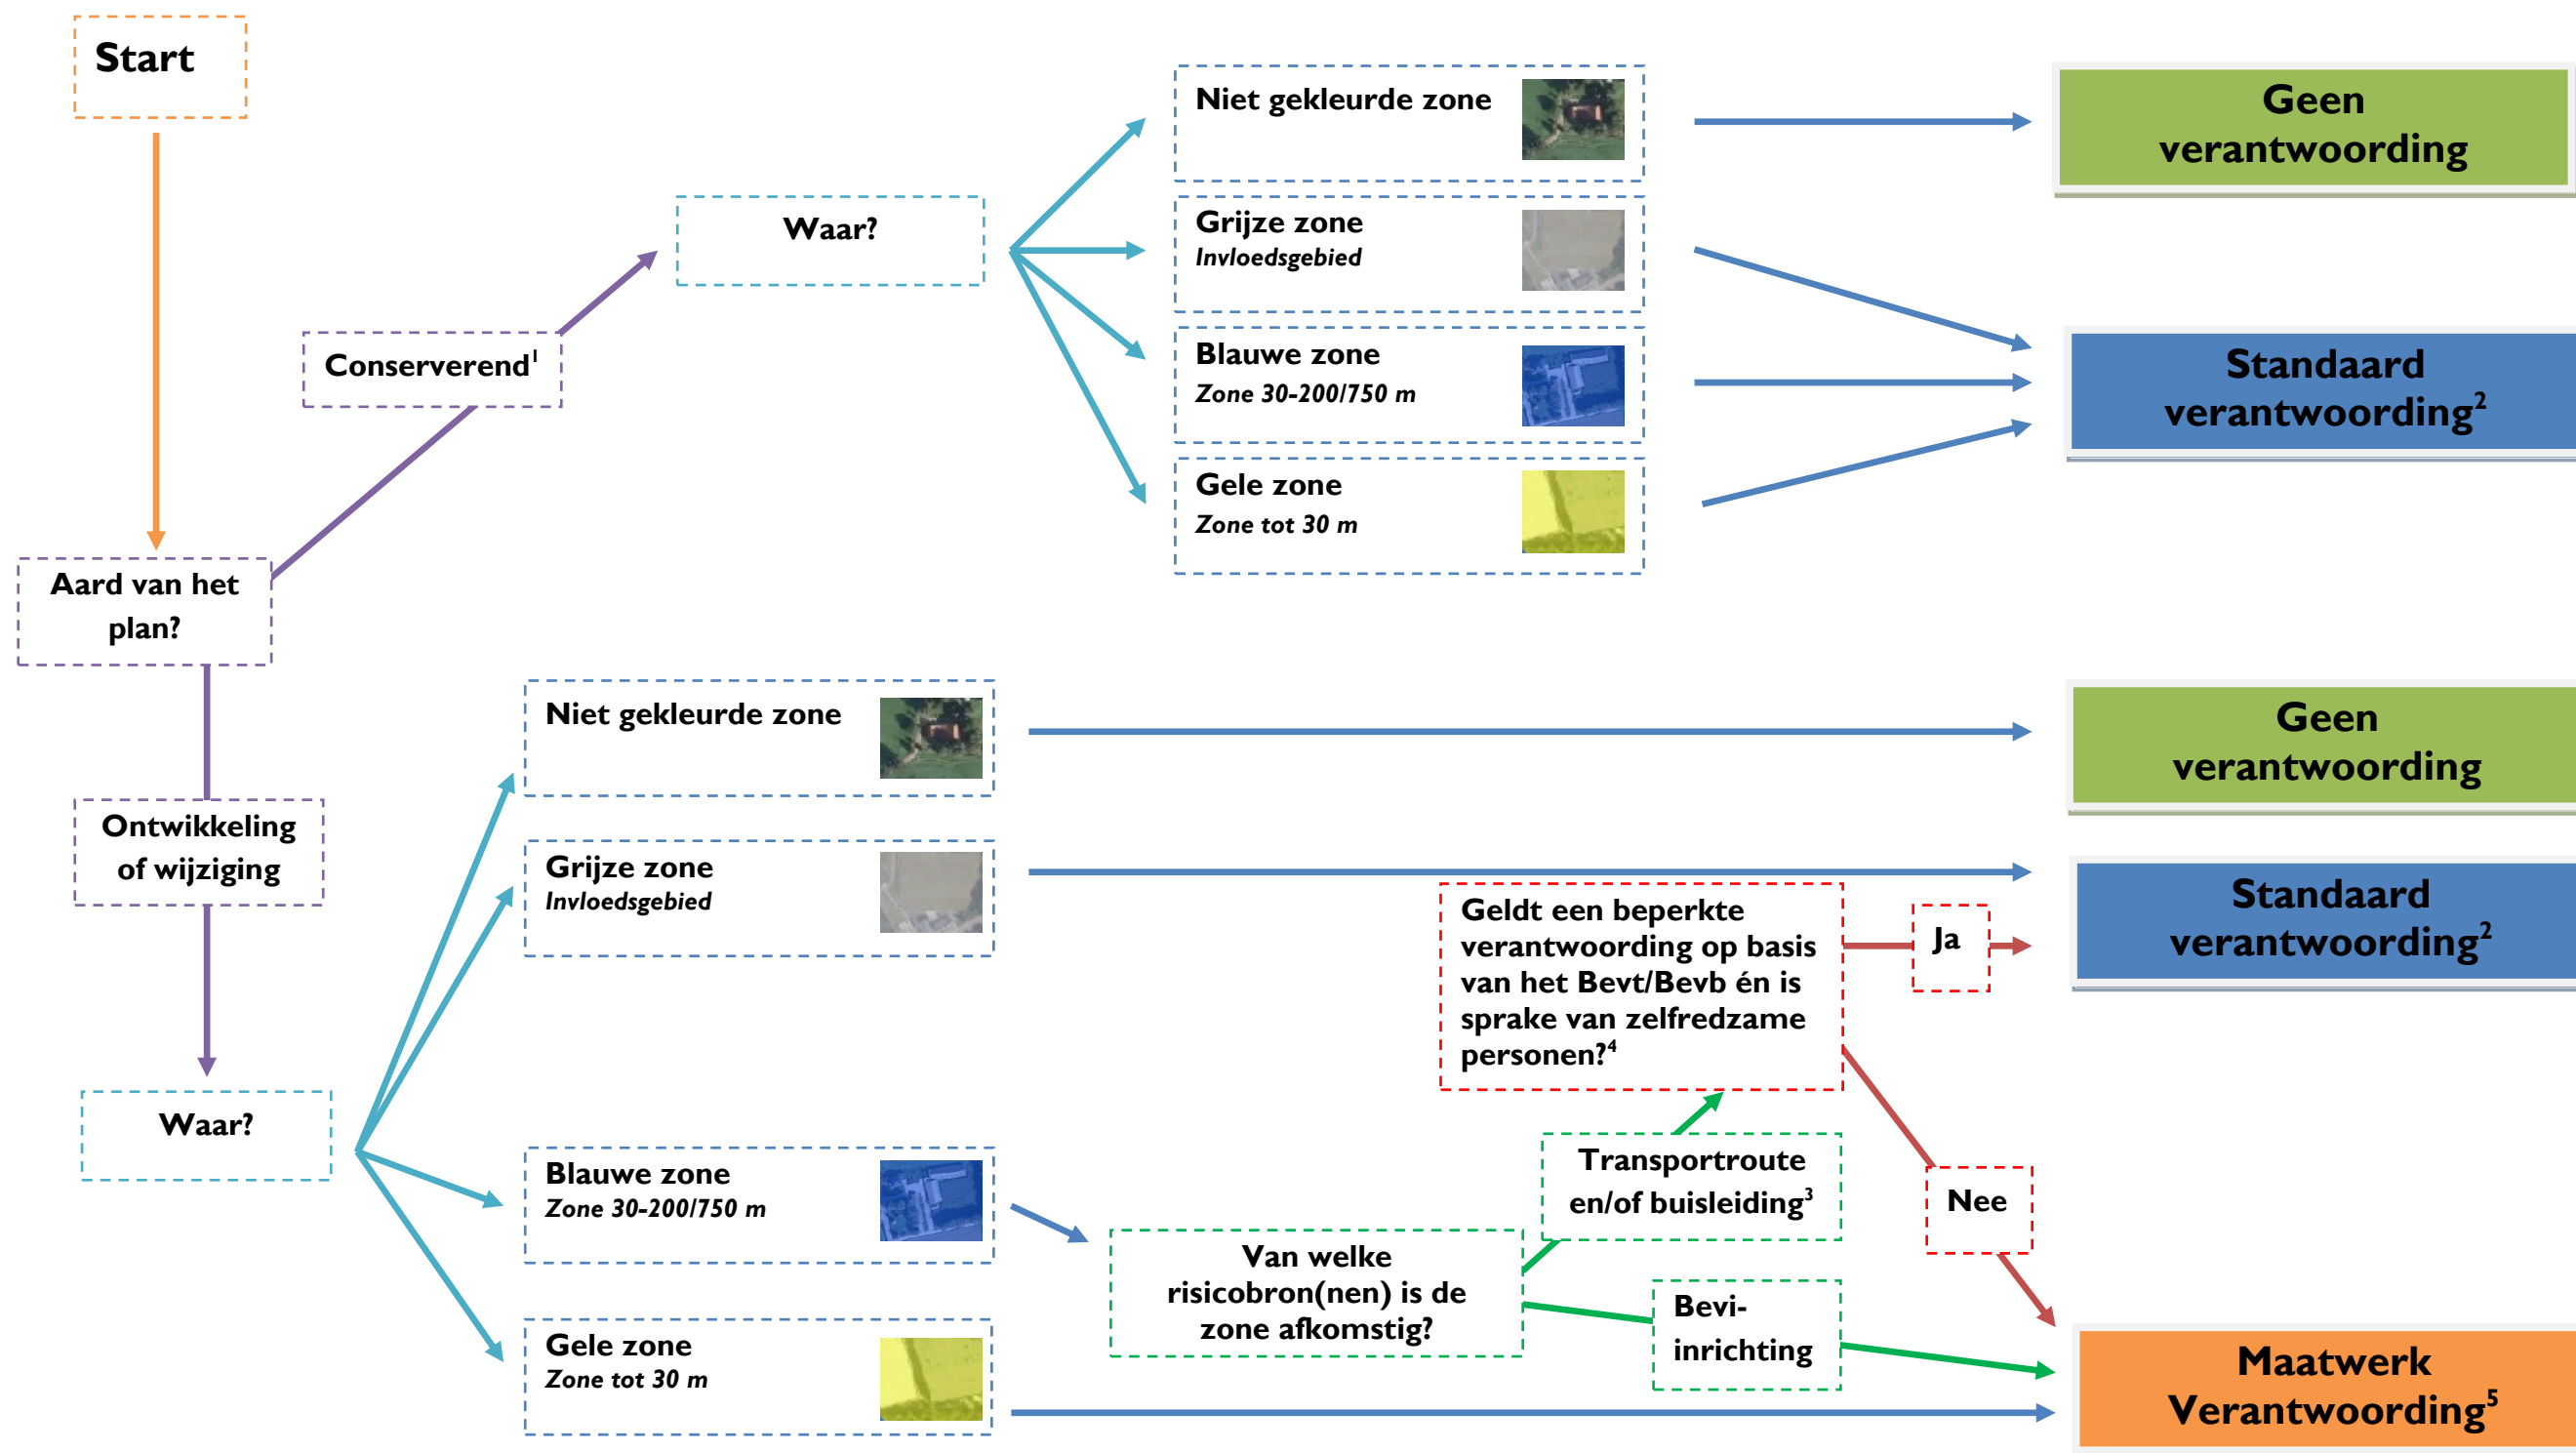 Start
Niet gekleurde zone
Geen
verantwoording
Waar?
Grijze zone
Invloedsgebied
Conserverend¹
Blauwe zone
Zone 30-200/750 m
Standaard
verantwoording²
Gele zone
Zone tot 30 m
Aard van het
plan?
Niet gekleurde zone
Geen
verantwoording
Ontwikkeling
of wijziging
Grijze zone
Invloedsgebied
Geldt een beperkte
verantwoording op basis
van het Bevt/Bevb én is
sprake van zelfredzame
personen?⁴
Ja
Standaard
verantwoording²
Waar?
Blauwe zone
Zone 30-200/750 m
Transportroute
en/of buisleiding³
Nee
Van welke
risicobron(nen) is de
zone afkomstig?
Bevi-
inrichting
Gele zone
Zone tot 30 m
Maatwerk
Verantwoording⁵